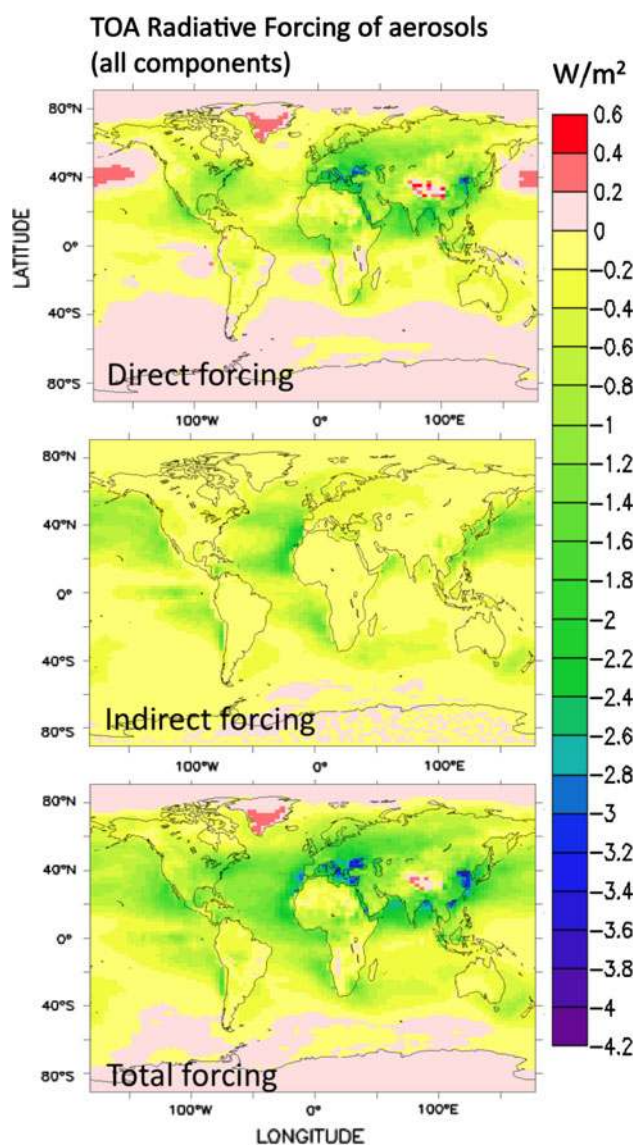 TOA Radiative Forcing of aerosols
(all components)
W/m²
80°N
40°N
0°
40°S
80°S
LATITUDE
Direct forcing
100°W
0°
100°E
80°N
40°N
0°
40°S
80°S
Indirect forcing
100°W
0°
100°E
80°N
40°N
0°
40°S
80°S
Total forcing
100°W
0°
100°E
LONGITUDE
0.6
0.4
0.2
0
−0.2
−0.4
−0.6
−0.8
−1
−1.2
−1.4
−1.6
−1.8
−2
−2.2
−2.4
−2.6
−2.8
−3
−3.2
−3.4
−3.6
−3.8
−4
−4.2